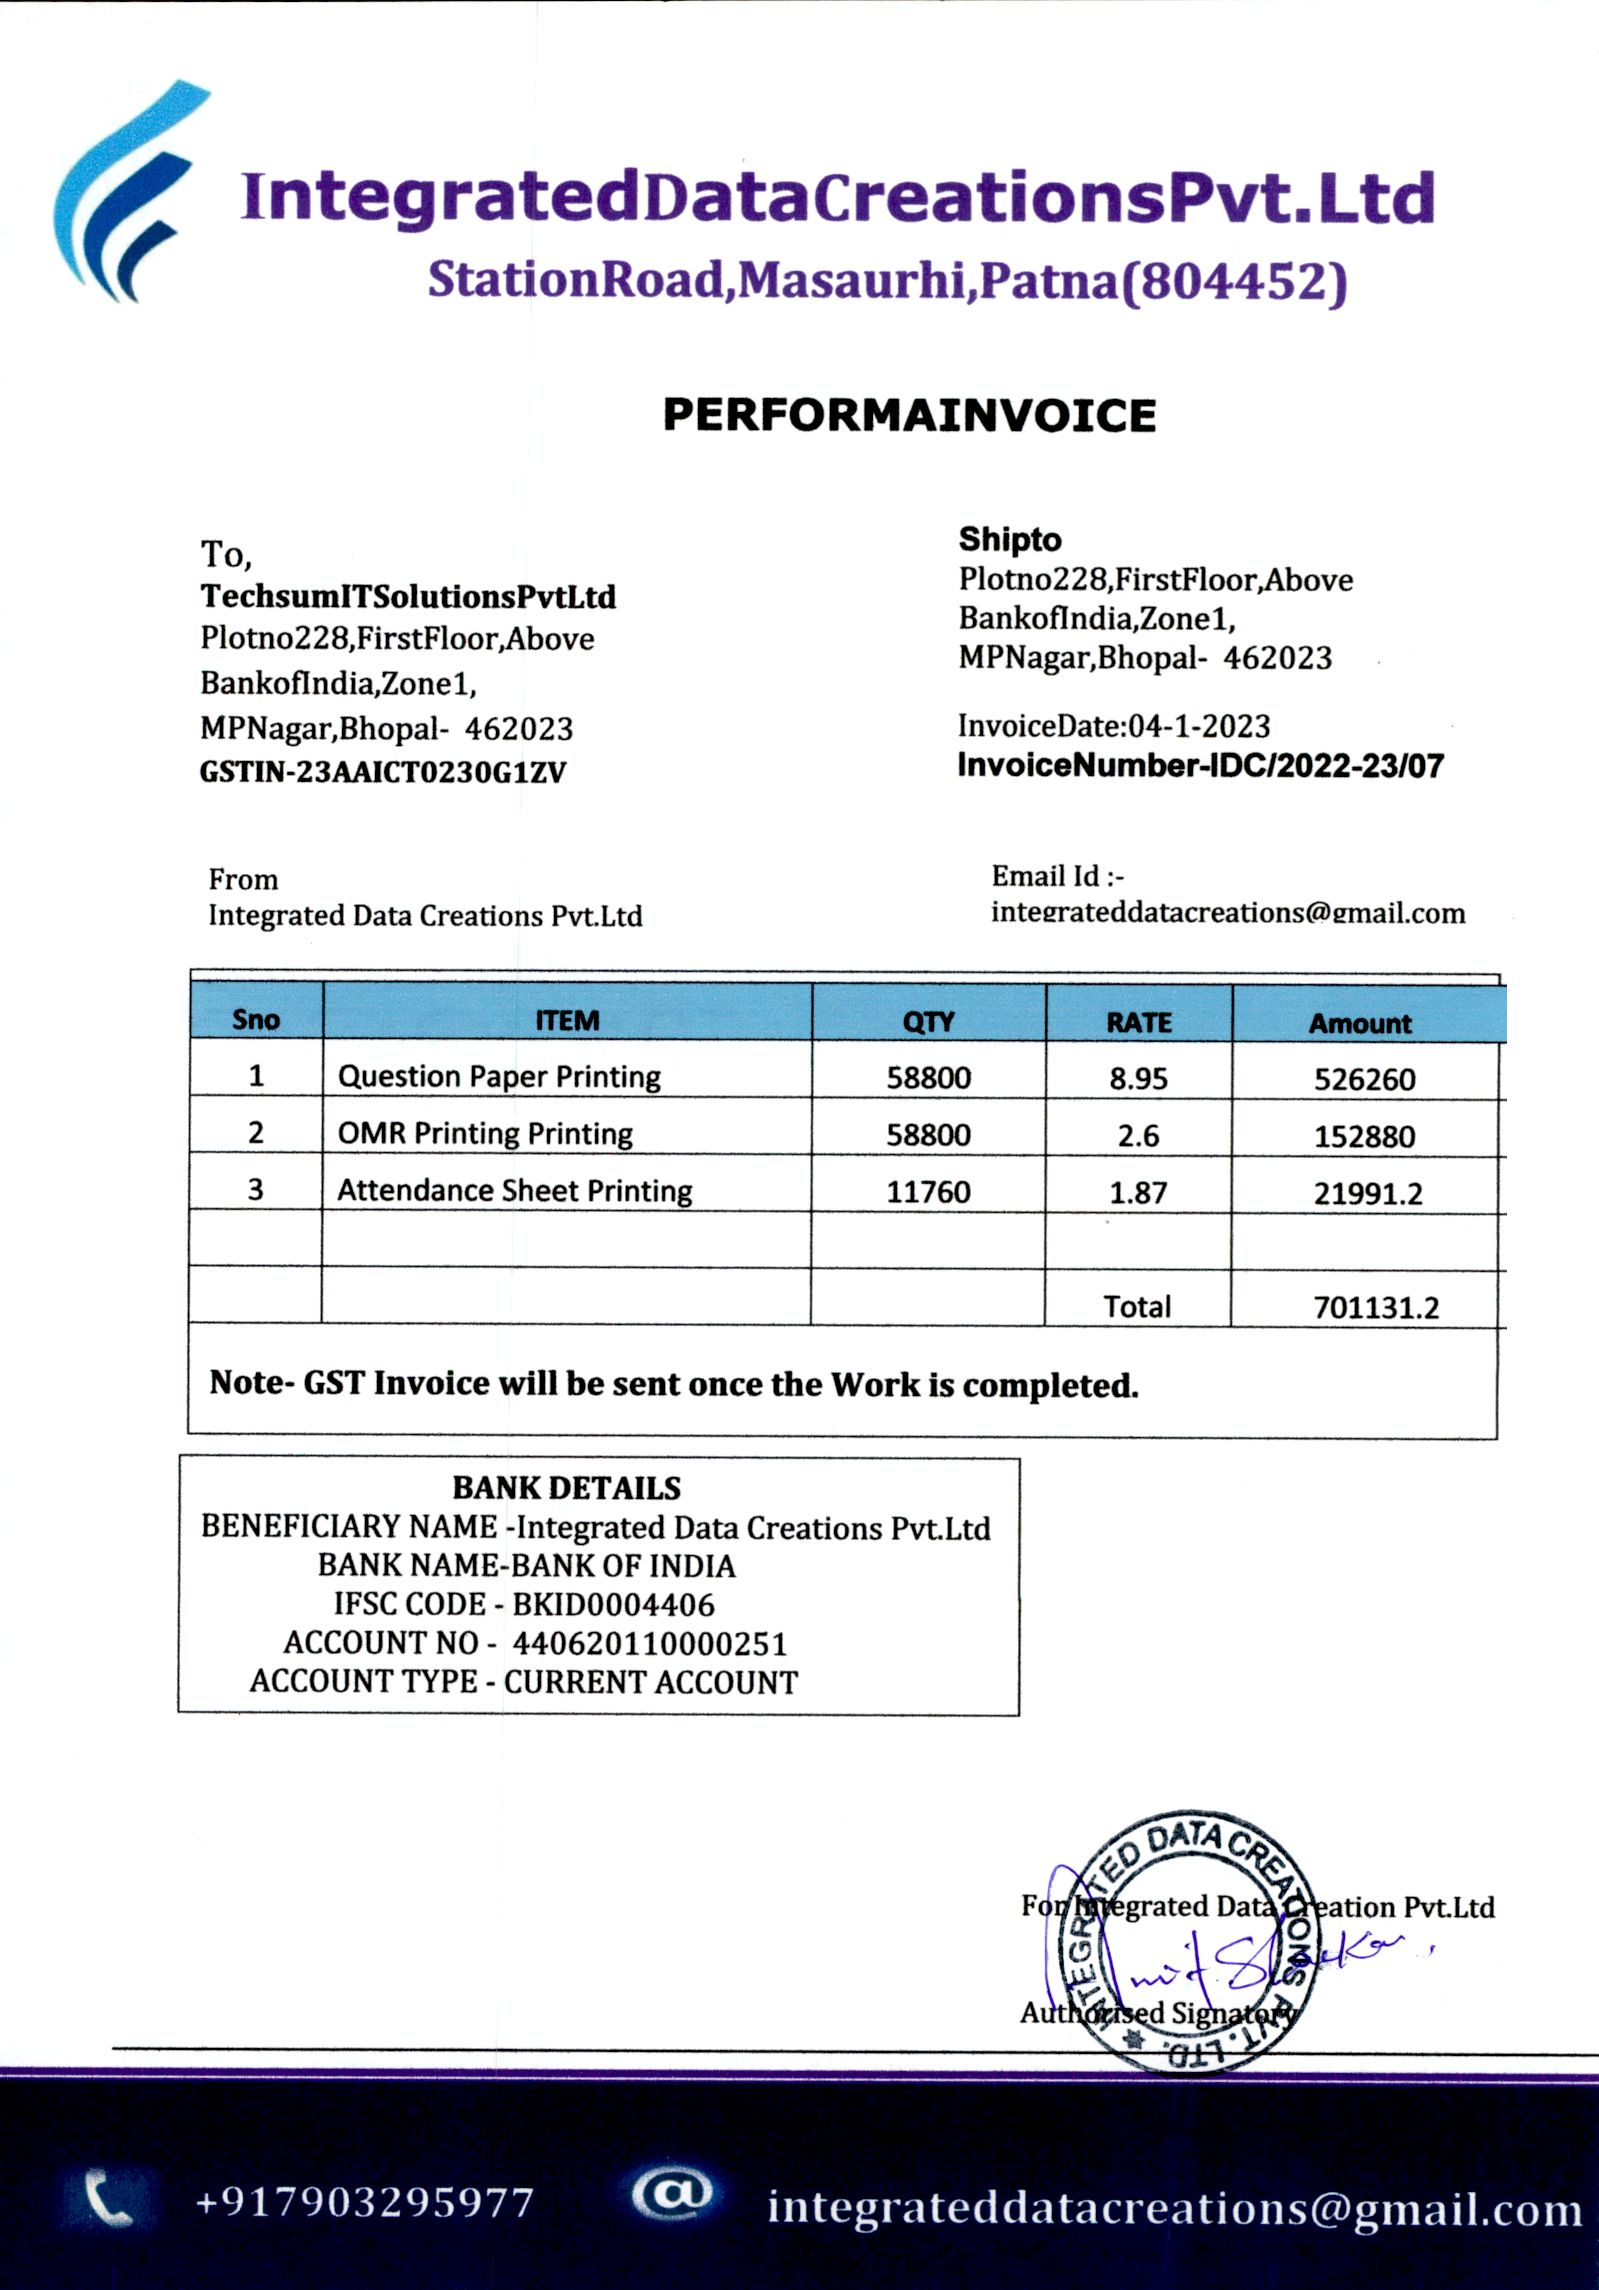 IntegratedDataCreationsPvt.Ltd
StationRoad,Masaurhi,Patna(804452)
PERFORMAINVOICE
To,
TechsumITSolutionsPvtLtd
Plotno228,FirstFloor,Above
BankofIndia,Zone1,
MPNagar,Bhopal- 462023
GSTIN-23AAICT0230G1ZV
Shipto
Plotno228,FirstFloor,Above
BankofIndia,Zone1,
MPNagar,Bhopal- 462023
InvoiceDate:04-1-2023
InvoiceNumber-IDC/2022-23/07
From
Integrated Data Creations Pvt.Ltd
Email Id :-
integrateddatacreations@gmail.com
Sno ITEM QTY RATE Amount
1 Question Paper Printing 58800 8.95 526260
2 OMR Printing Printing 58800 2.6 152880
3 Attendance Sheet Printing 11760 1.87 21991.2
Total 701131.2
Note- GST Invoice will be sent once the Work is completed.
BANK DETAILS
BENEFICIARY NAME -Integrated Data Creations Pvt.Ltd
BANK NAME-BANK OF INDIA
IFSC CODE - BKID0004406
ACCOUNT NO - 440620110000251
ACCOUNT TYPE - CURRENT ACCOUNT
INTEGRATED DATA CREATIONS PVT. LTD.
For Integrated Data Creation Pvt.Ltd
Authorised Signatory
+917903295977
@ integrateddatacreations@gmail.com